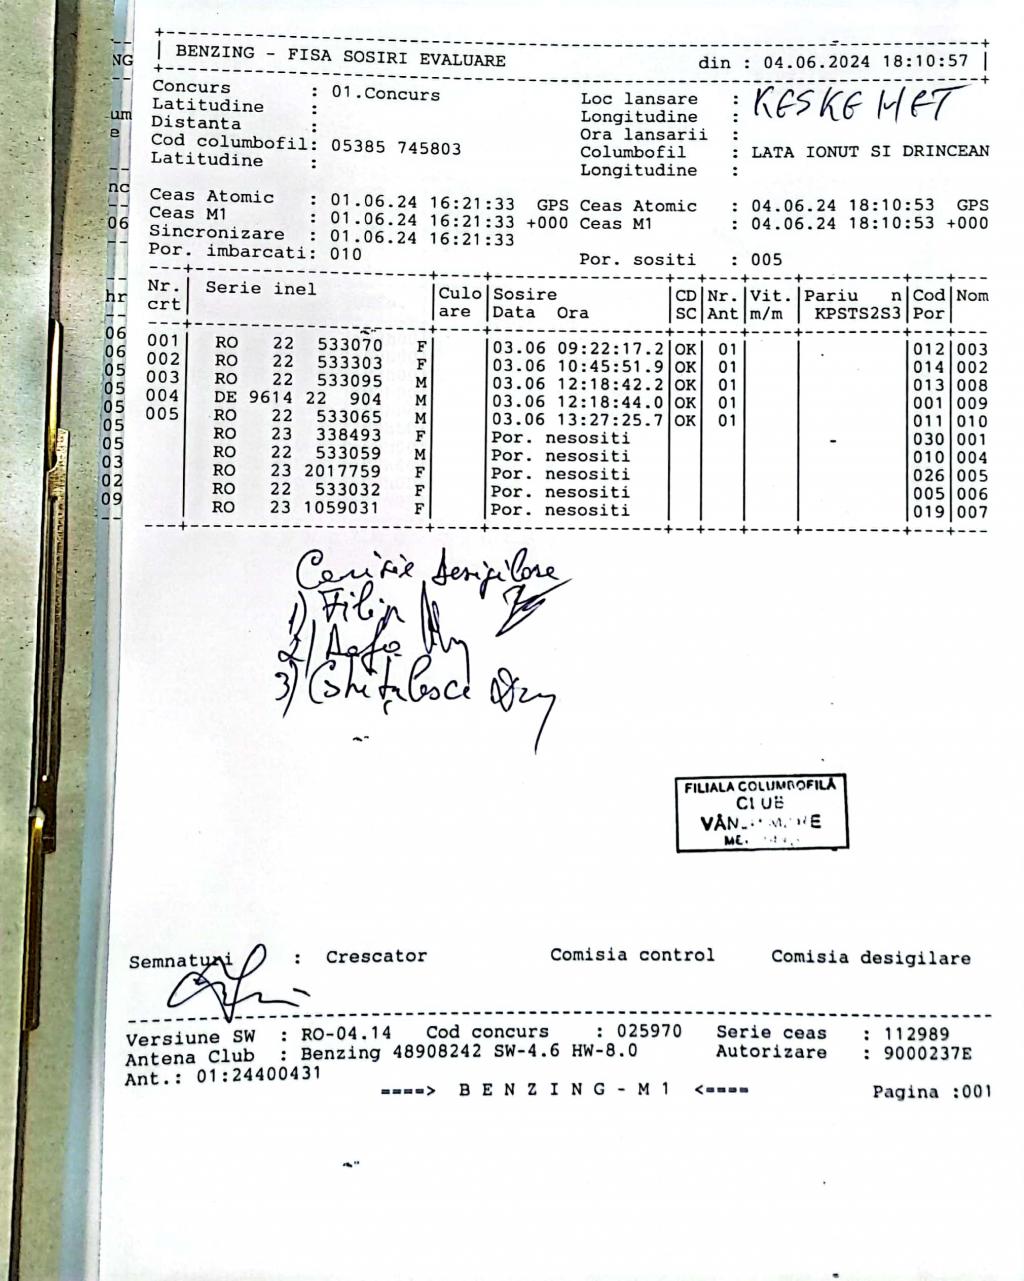 BENZING - FISA SOSIRI EVALUARE din : 04.06.2024 18:10:57
Concurs : 01.Concurs Loc lansare : KESKEMET
Latitudine : Longitudine :
Distanta : Ora lansarii :
Cod columbofil: 05385 745803 Columbofil : LATA IONUT SI DRINCEAN
Latitudine : Longitudine :
Ceas Atomic : 01.06.24 16:21:33 GPS Ceas Atomic : 04.06.24 18:10:53 GPS
Ceas M1 : 01.06.24 16:21:33 +000 Ceas M1 : 04.06.24 18:10:53 +000
Sincronizare : 01.06.24 16:21:33
Por. imbarcati: 010 Por. sositi : 005
Nr. Serie inel Culo Sosire CD Nr. Vit. Pariu n Cod Nom
crt are Data Ora SC Ant m/m KPSTS2S3 Por
001 RO 22 533070 F 03.06 09:22:17.2 OK 01 012 003
002 RO 22 533303 F 03.06 10:45:51.9 OK 01 014 002
003 RO 22 533095 M 03.06 12:18:42.2 OK 01 013 008
004 DE 9614 22 904 M 03.06 12:18:44.0 OK 01 001 009
005 RO 22 533065 M 03.06 13:27:25.7 OK 01 011 010
RO 23 338493 F Por. nesositi 030 001
RO 22 533059 M Por. nesositi 010 004
RO 23 2017759 F Por. nesositi 026 005
RO 22 533032 F Por. nesositi 005 006
RO 23 1059031 F Por. nesositi 019 007
1) Filip
2)
3)
FILIALA COLUMBOFILĂ
CLUB
Semnaturi : Crescator Comisia control Comisia desigilare
Versiune SW : RO-04.14 Cod concurs : 025970 Serie ceas : 112989
Antena Club : Benzing 48908242 SW-4.6 HW-8.0 Autorizare : 9000237E
Ant.: 01:24400431
====> B E N Z I N G - M 1 <==== Pagina :001